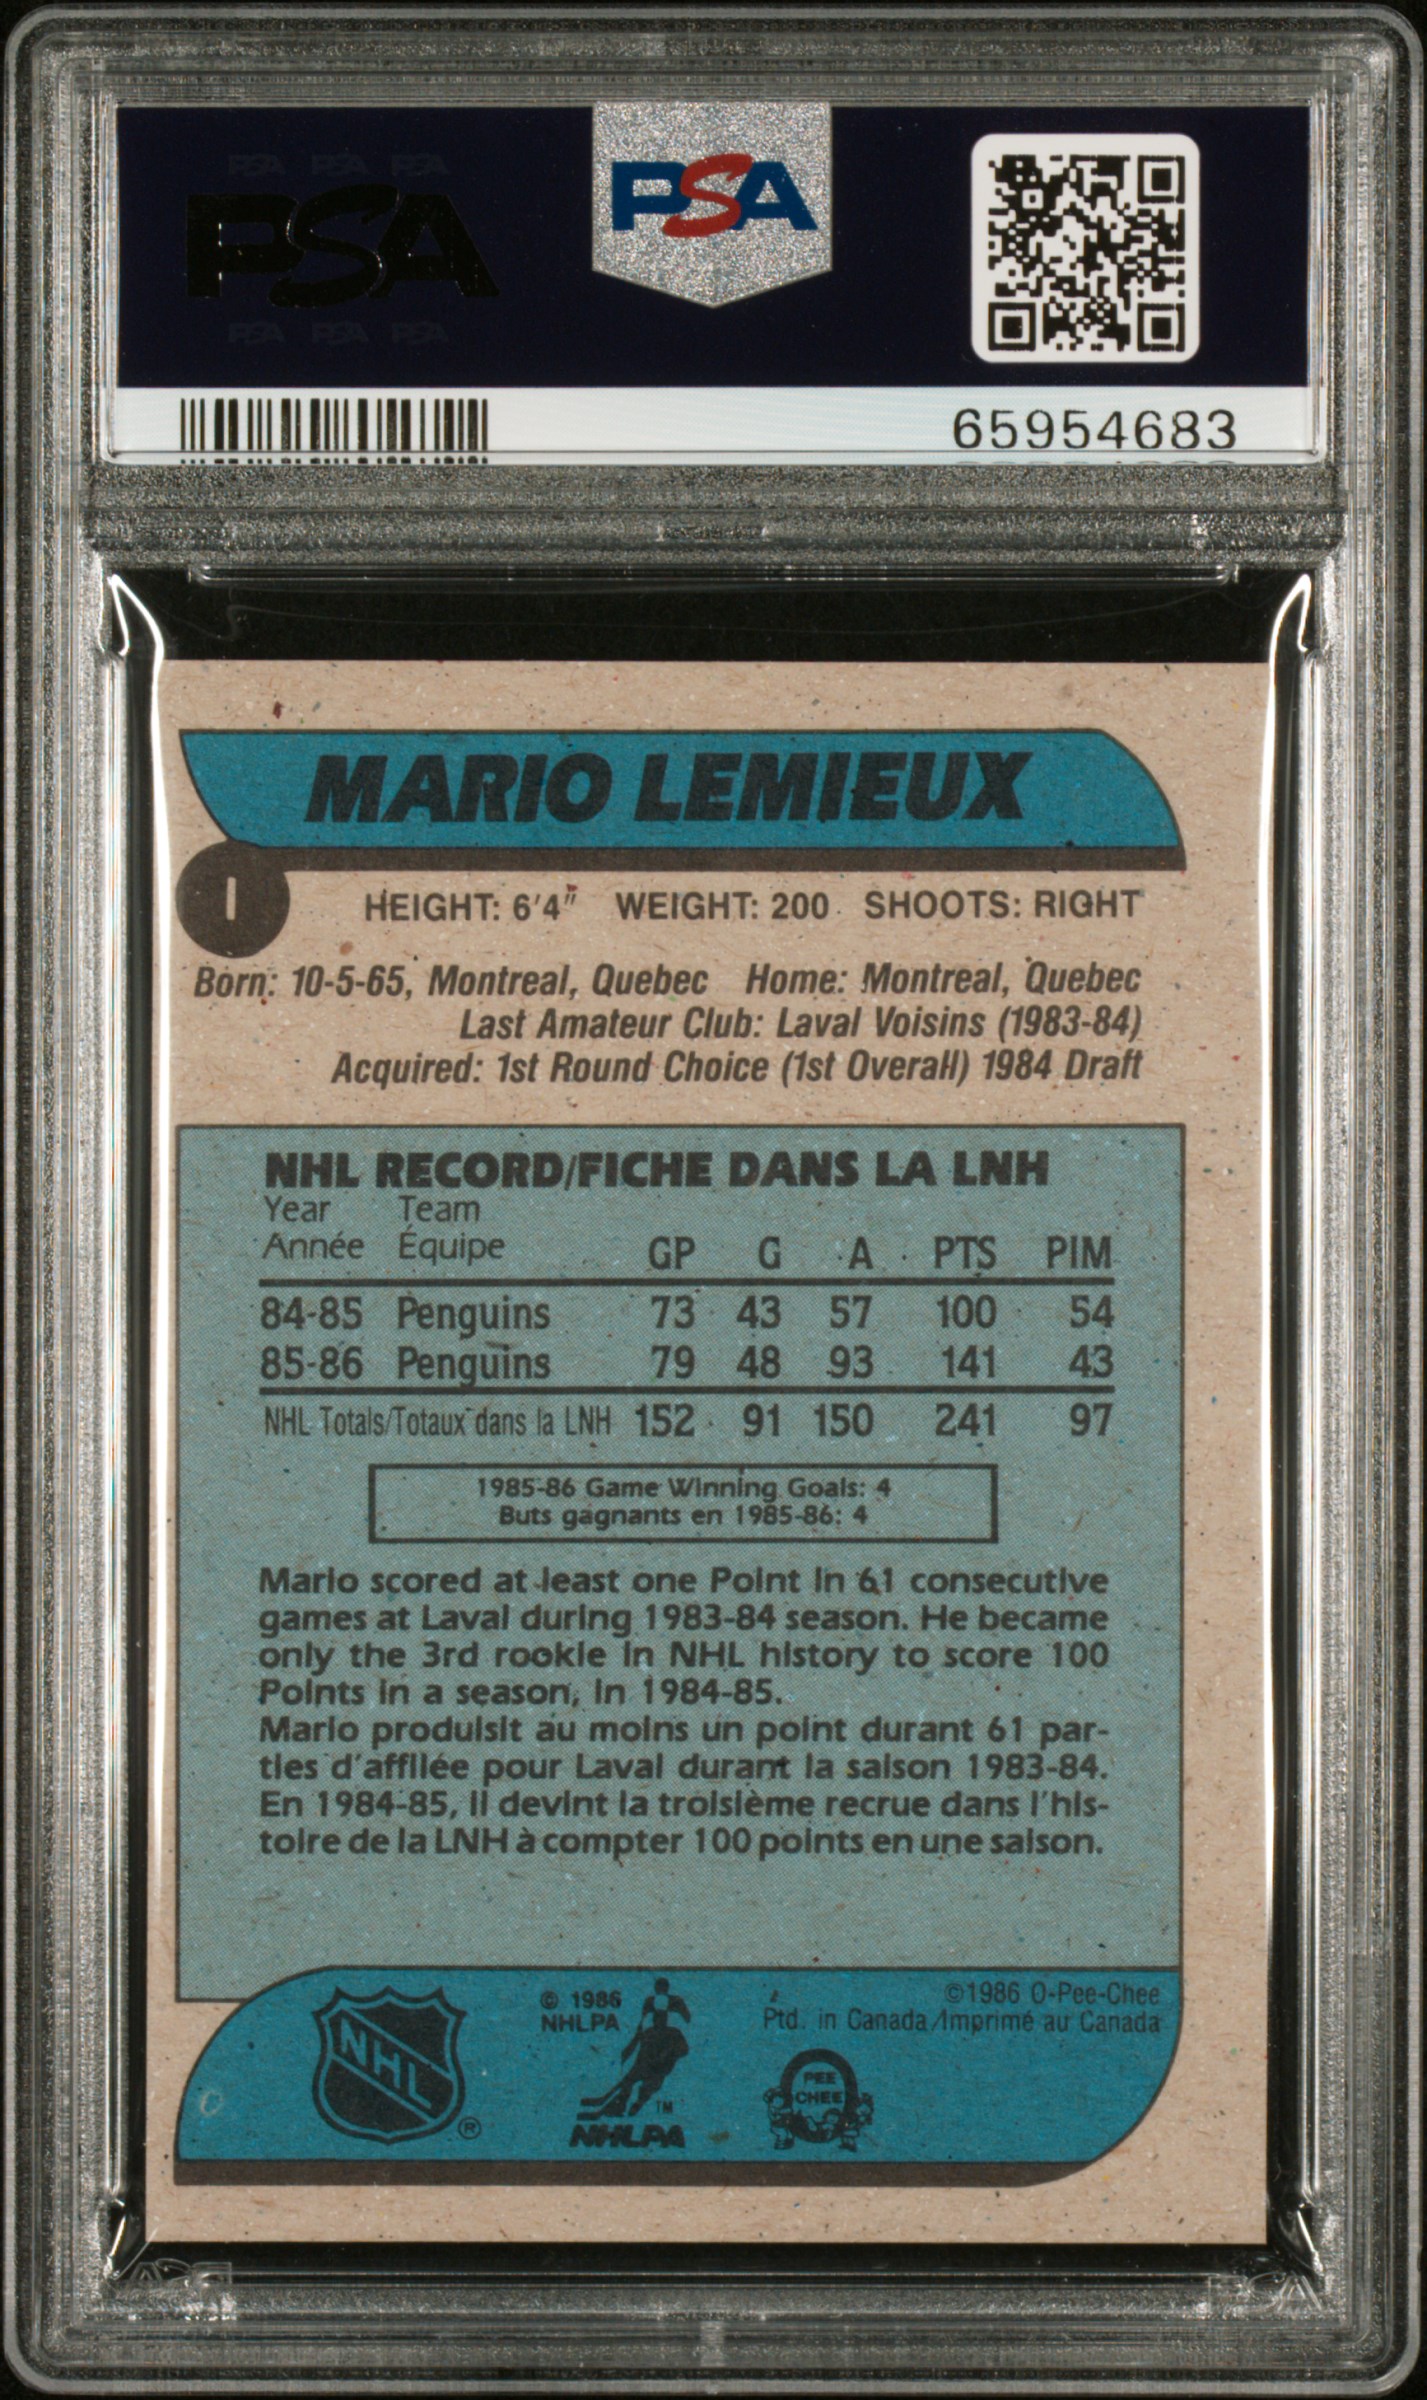 PSA PSA PSA
PSA
PSA PSA PSA
PSA
65954683
MARIO LEMIEUX
1
HEIGHT: 6'4" WEIGHT: 200 SHOOTS: RIGHT
Born: 10-5-65, Montreal, Quebec Home: Montreal, Quebec
Last Amateur Club: Laval Voisins (1983-84)
Acquired: 1st Round Choice (1st Overall) 1984 Draft
NHL RECORD/FICHE DANS LA LNH
Year Team
Année Équipe GP G A PTS PIM
84-85 Penguins 73 43 57 100 54
85-86 Penguins 79 48 93 141 43
NHL Totals/Totaux dans la LNH 152 91 150 241 97
1985-86 Game Winning Goals: 4
Buts gagnants en 1985-86: 4
Mario scored at least one Point in 61 consecutive
games at Laval during 1983-84 season. He became
only the 3rd rookie in NHL history to score 100
Points in a season, in 1984-85.
Mario produisit au moins un point durant 61 par-
ties d'affilée pour Laval durant la saison 1983-84.
En 1984-85, il devint la troisième recrue dans l'his-
toire de la LNH à compter 100 points en une saison.
NHL
®
© 1986
NHLPA
TM
NHLPA
©1986 O-Pee-Chee
Ptd. in Canada/Imprimé au Canada
PEE
CHEE
PSA